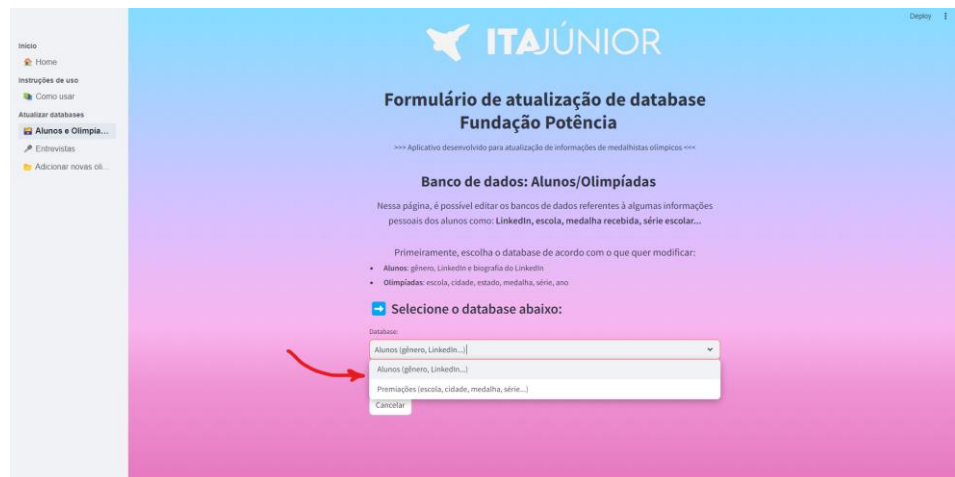 Deploy
Início
Home
Instruções de uso
Como usar
Atualizar databases
Alunos e Olimpia...
Entrevistas
Adicionar novas oli...
ITAJÚNIOR
Formulário de atualização de database
Fundação Potência
>>> Aplicativo desenvolvido para atualização de informações de medalhistas olímpicos <<<
Banco de dados: Alunos/Olimpíadas
Nessa página, é possível editar os bancos de dados referentes à algumas informações
pessoais dos alunos como: LinkedIn, escola, medalha recebida, série escolar...
Primeiramente, escolha o database de acordo com o que quer modificar:
Alunos: gênero, LinkedIn e biografia do LinkedIn
Olimpíadas: escola, cidade, estado, medalha, série, ano
Selecione o database abaixo:
Database:
Alunos (gênero, LinkedIn...)
Alunos (gênero, LinkedIn...)
Premiações (escola, cidade, medalha, série...)
Cancelar